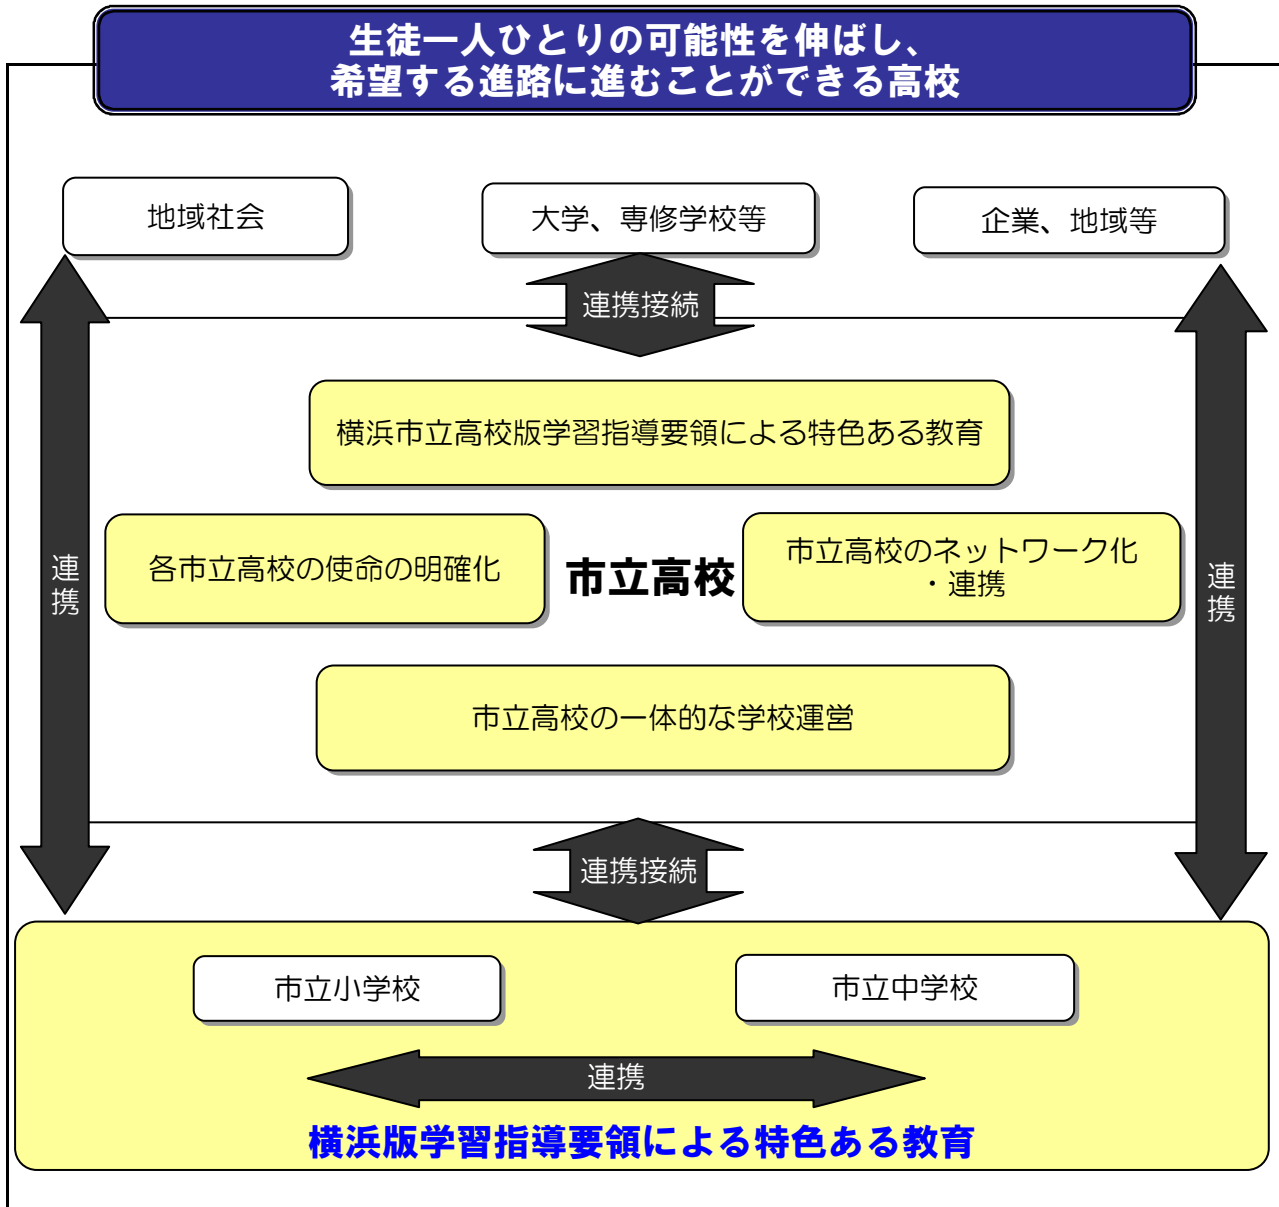 生徒一人ひとりの可能性を伸ばし、
希望する進路に進むことができる高校
地域社会
大学、専修学校等
企業、地域等
連携接続
横浜市立高校版学習指導要領による特色ある教育
連携
各市立高校の使命の明確化
市立高校
市立高校のネットワーク化
・連携
連携
市立高校の一体的な学校運営
連携接続
市立小学校
市立中学校
連携
横浜版学習指導要領による特色ある教育